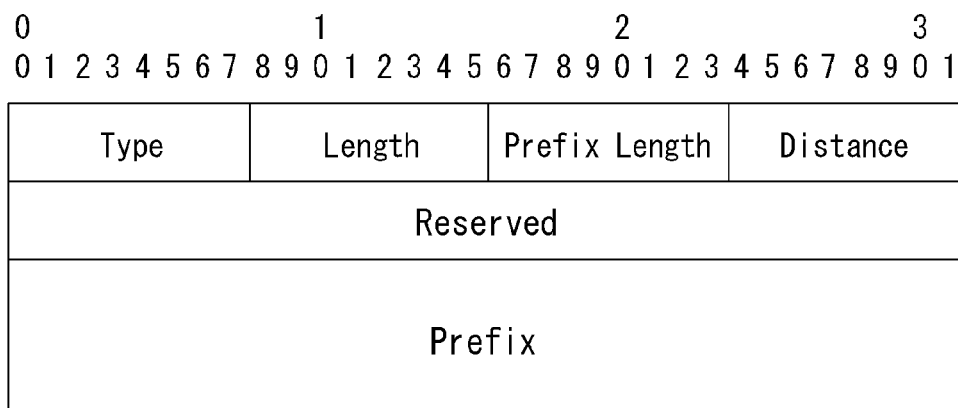 0 1 2 3
0 1 2 3 4 5 6 7 8 9 0 1 2 3 4 5 6 7 8 9 0 1 2 3 4 5 6 7 8 9 0 1
Type Length Prefix Length Distance
Reserved
Prefix